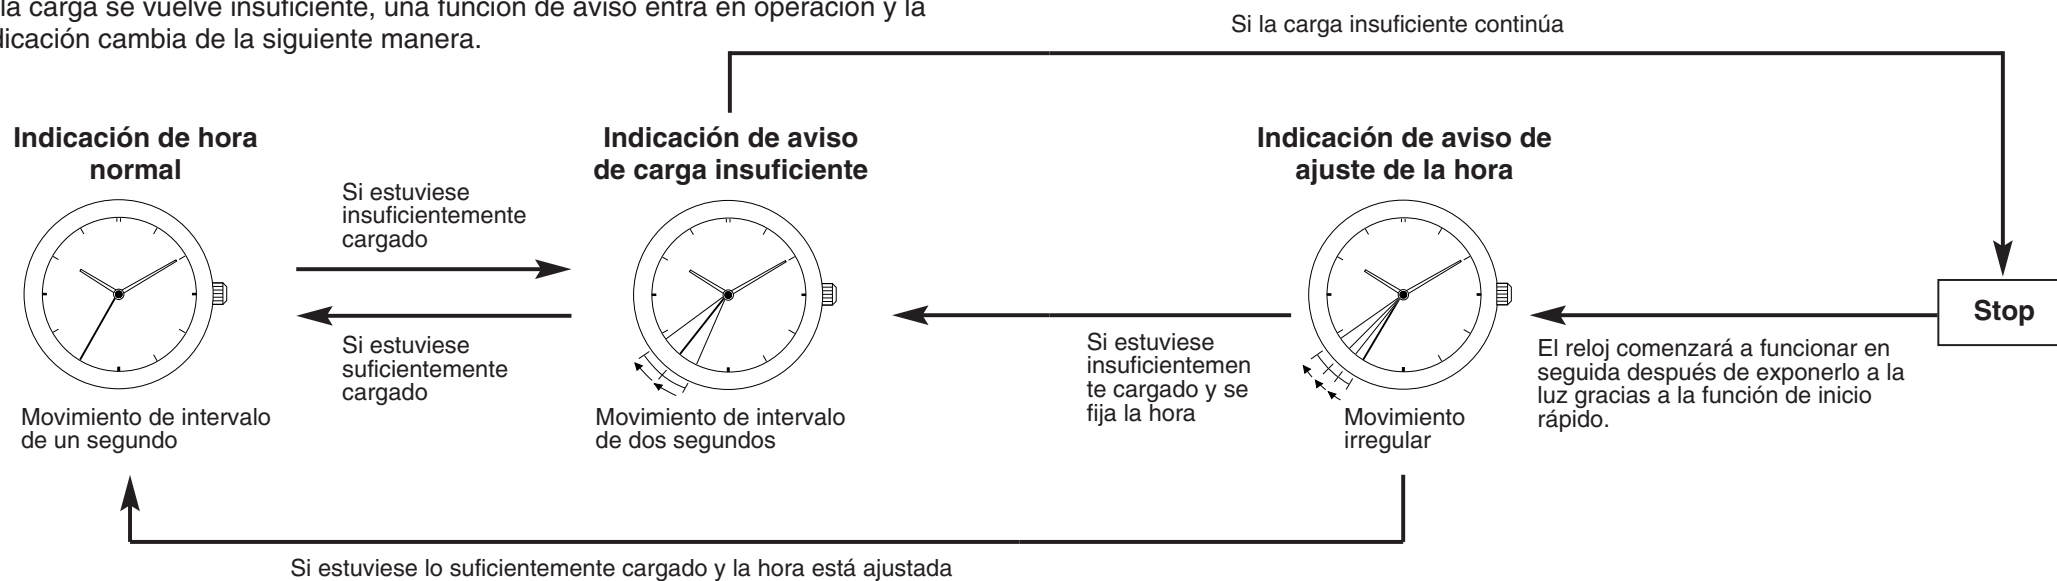 la carga se vuelve insuficiente, una función de aviso entra en operación y la
dicación cambia de la siguiente manera.
Si la carga insuficiente continúa
Indicación de hora
normal
Si estuviese
insuficientemente
cargado
Si estuviese
suficientemente
cargado
Movimiento de intervalo
de un segundo
Indicación de aviso
de carga insuficiente
Movimiento de intervalo
de dos segundos
Si estuviese
insuficientemen
te cargado y se
fija la hora
Indicación de aviso de
ajuste de la hora
Movimiento
irregular
Stop
El reloj comenzará a funcionar en
seguida después de exponerlo a la
luz gracias a la función de inicio
rápido.
Si estuviese lo suficientemente cargado y la hora está ajustada